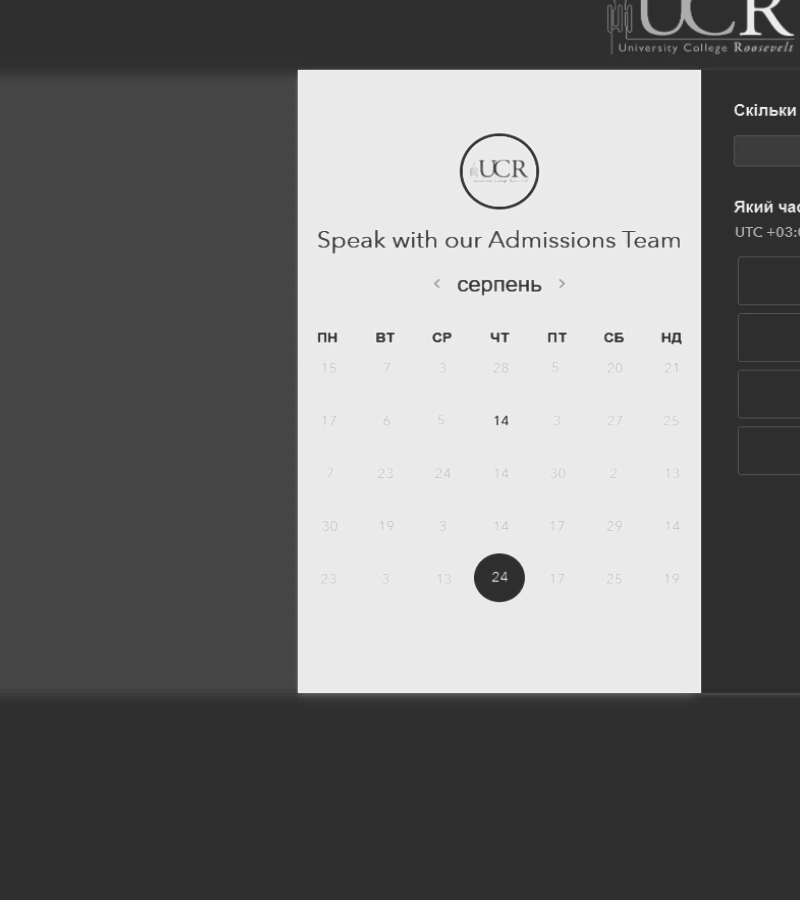 UCR
University College Roosevelt
UCR
Speak with our Admissions Team
< серпень >
ПН ВТ СР ЧТ ПТ СБ НД
15 7 3 28 5 20 21
17 6 5 14 3 27 25
7 23 24 14 30 2 13
30 19 3 14 17 29 14
23 3 13 24 17 25 19
Скільки
Який час
UTC +03:0